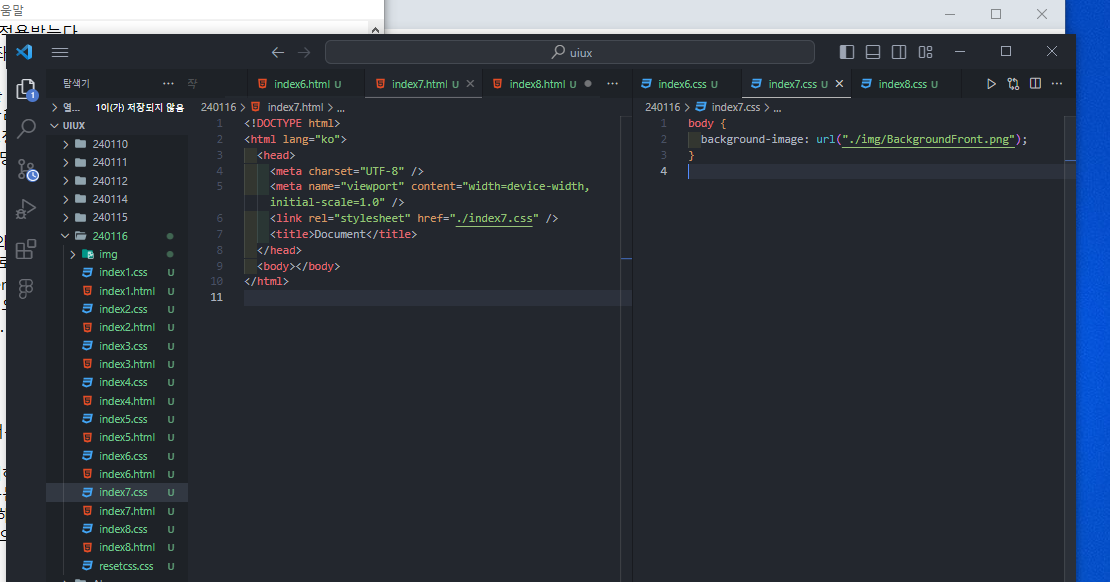 움말
적용받는다
uiux
탐색기
index6.html U
index7.html U
index8.html U
index6.css U
index7.css U
index8.css U
열... 1이(가) 저장되지 않음
240116 > index7.html > ...
240116 > index7.css > ...
UIUX
240110
240111
240112
240114
240115
240116
img
index1.css U
index1.html U
index2.css U
index2.html U
index3.css U
index3.html U
index4.css U
index4.html U
index5.css U
index5.html U
index6.css U
index6.html U
index7.css U
index7.html U
index8.css U
index8.html U
resetcss.css U
1 <!DOCTYPE html>
2 <html lang="ko">
3 <head>
4 <meta charset="UTF-8" />
5 <meta name="viewport" content="width=device-width,
initial-scale=1.0" />
6 <link rel="stylesheet" href="./index7.css" />
7 <title>Document</title>
8 </head>
9 <body></body>
10 </html>
11
1 body {
2 background-image: url("./img/BackgroundFront.png");
3 }
4